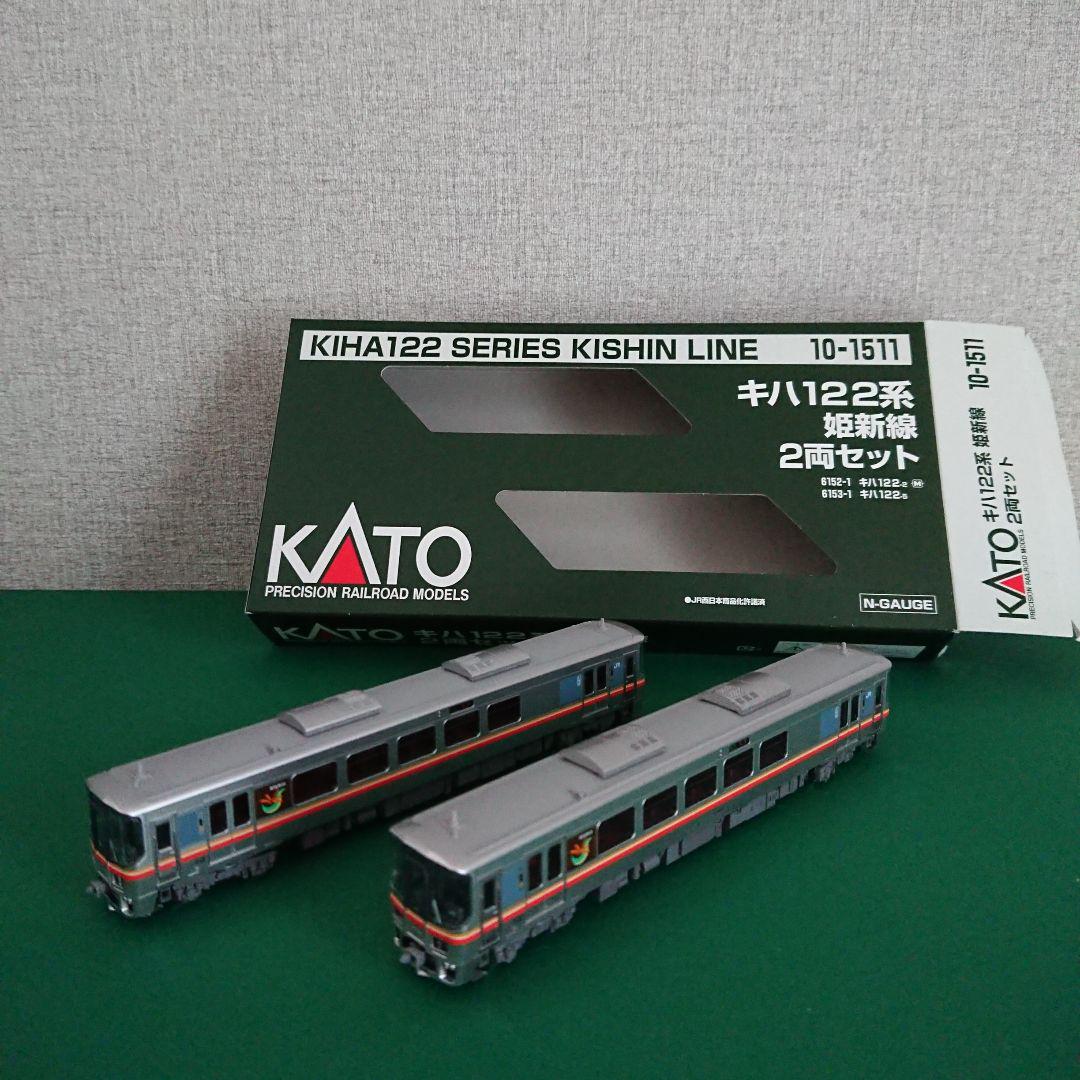 KIHA122 SERIES KISHIN LINE 10-1511
キハ122系
姫新線
2両セット
6152-1 キハ122-2 Ⓜ
6153-1 キハ122-5
KATO
PRECISION RAILROAD MODELS
●JR西日本商品化許諾済
N-GAUGE
KATO
PRECISION RAILROAD MODELS
キハ122系 姫新線 10-1511
2両セット
KATO キハ122系